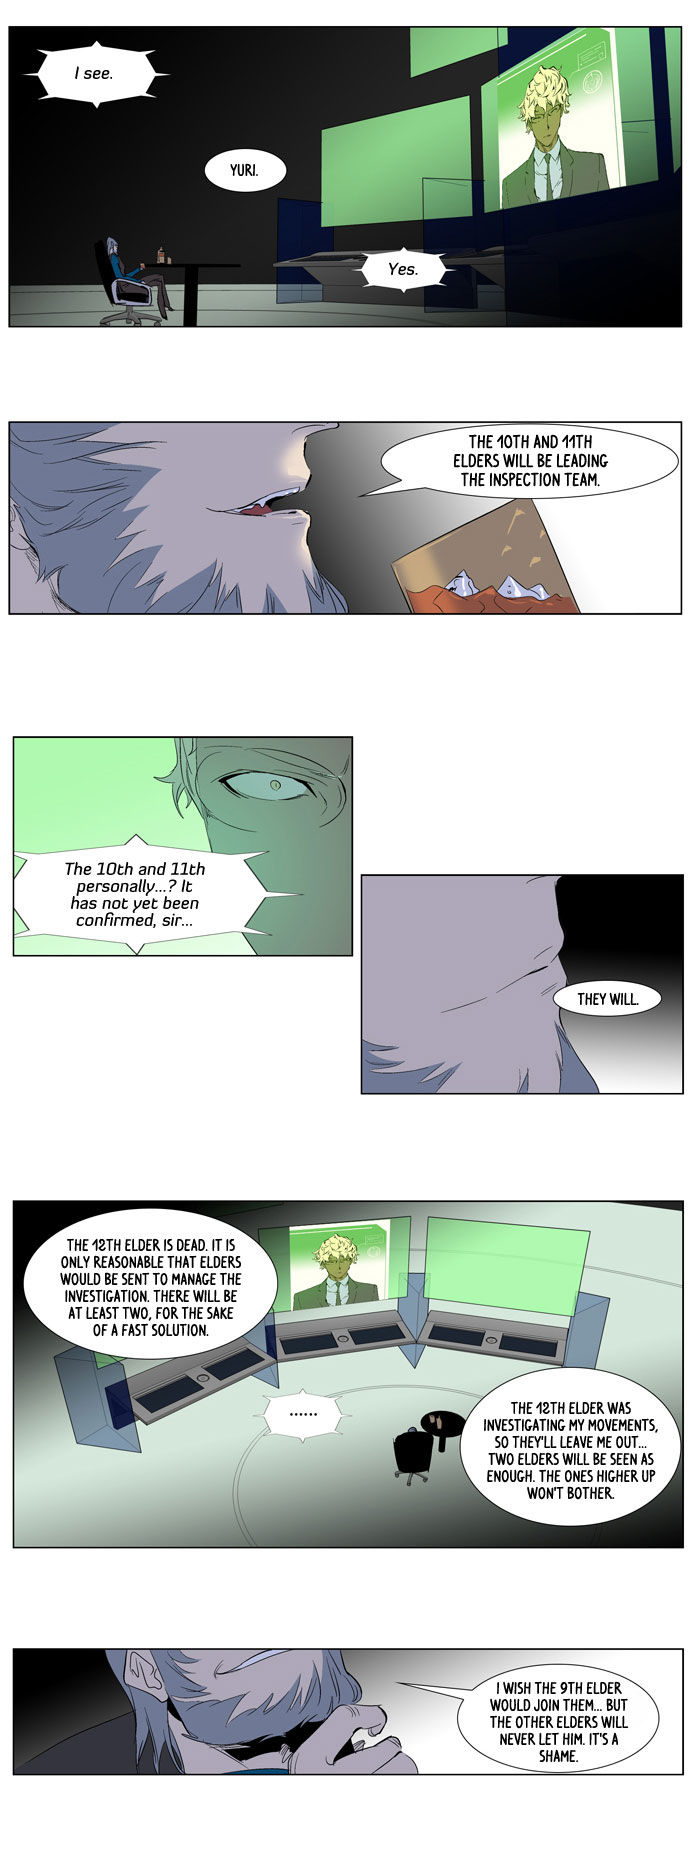 I see.
YURI.
Yes.
THE 10TH AND 11TH
ELDERS WILL BE LEADING
THE INSPECTION TEAM.
The 10th and 11th
personally...? It
has not yet been
confirmed, sir...
THEY WILL.
THE 12TH ELDER IS DEAD. IT IS
ONLY REASONABLE THAT ELDERS
WOULD BE SENT TO MANAGE THE
INVESTIGATION. THERE WILL BE
AT LEAST TWO, FOR THE SAKE
OF A FAST SOLUTION.
......
THE 12TH ELDER WAS
INVESTIGATING MY MOVEMENTS,
SO THEY'LL LEAVE ME OUT...
TWO ELDERS WILL BE SEEN AS
ENOUGH. THE ONES HIGHER UP
WON'T BOTHER.
I WISH THE 9TH ELDER
WOULD JOIN THEM... BUT
THE OTHER ELDERS WILL
NEVER LET HIM. IT'S A
SHAME.